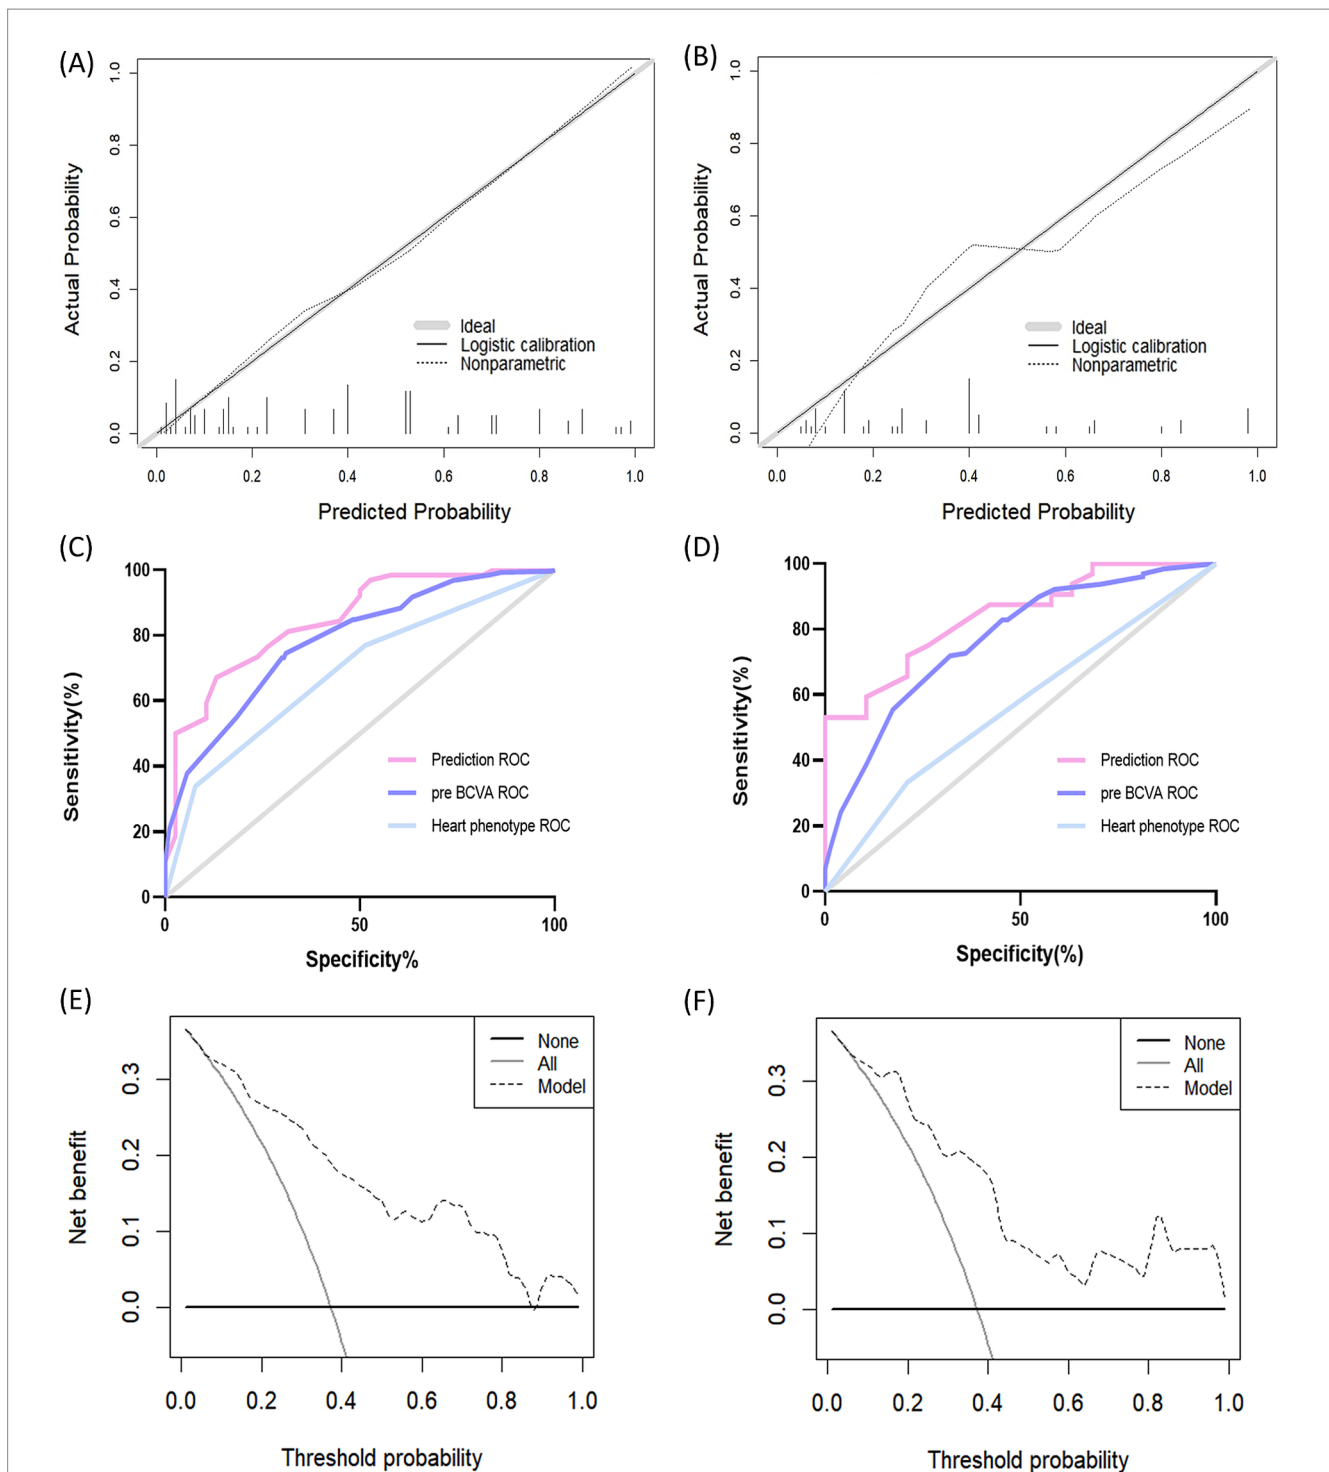 (A)
1.0
0.8
0.6
0.4
0.2
0.0
Actual Probability
Ideal
Logistic calibration
Nonparametric
0.0 0.2 0.4 0.6 0.8 1.0
Predicted Probability
(B)
1.0
0.8
0.6
0.4
0.2
0.0
Actual Probability
Ideal
Logistic calibration
Nonparametric
0.0 0.2 0.4 0.6 0.8 1.0
Predicted Probability
(C)
100
80
60
40
20
0
Sensitivity(%)
Prediction ROC
pre BCVA ROC
Heart phenotype ROC
0 50 100
Specificity%
(D)
100
80
60
40
20
0
Sensitivity(%)
Prediction ROC
pre BCVA ROC
Heart phenotype ROC
0 50 100
Specificity(%)
(E)
None
All
Model
0.3
0.2
0.1
0.0
Net benefit
0.0 0.2 0.4 0.6 0.8 1.0
Threshold probability
(F)
None
All
Model
0.3
0.2
0.1
0.0
Net benefit
0.0 0.2 0.4 0.6 0.8 1.0
Threshold probability